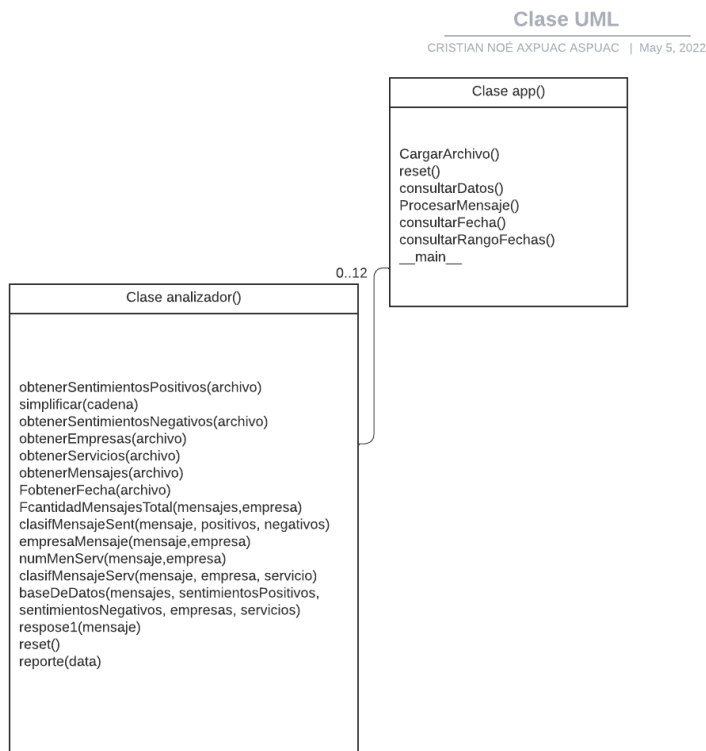 Clase UML
CRISTIAN NOÉ AXPUAC ASPUAC | May 5, 2022
Clase app()
CargarArchivo()
reset()
consultarDatos()
ProcesarMensaje()
consultarFecha()
consultarRangoFechas()
__main__
0..12
Clase analizador()
obtenerSentimientosPositivos(archivo)
simplificar(cadena)
obtenerSentimientosNegativos(archivo)
obtenerEmpresas(archivo)
obtenerServicios(archivo)
obtenerMensajes(archivo)
FobtenerFecha(archivo)
FcantidadMensajesTotal(mensajes,empresa)
clasifMensajeSent(mensaje, positivos, negativos)
empresaMensaje(mensaje,empresa)
numMenServ(mensaje,empresa)
clasifMensajeServ(mensaje, empresa, servicio)
baseDeDatos(mensajes, sentimientosPositivos,
sentimientosNegativos, empresas, servicios)
respose1(mensaje)
reset()
reporte(data)